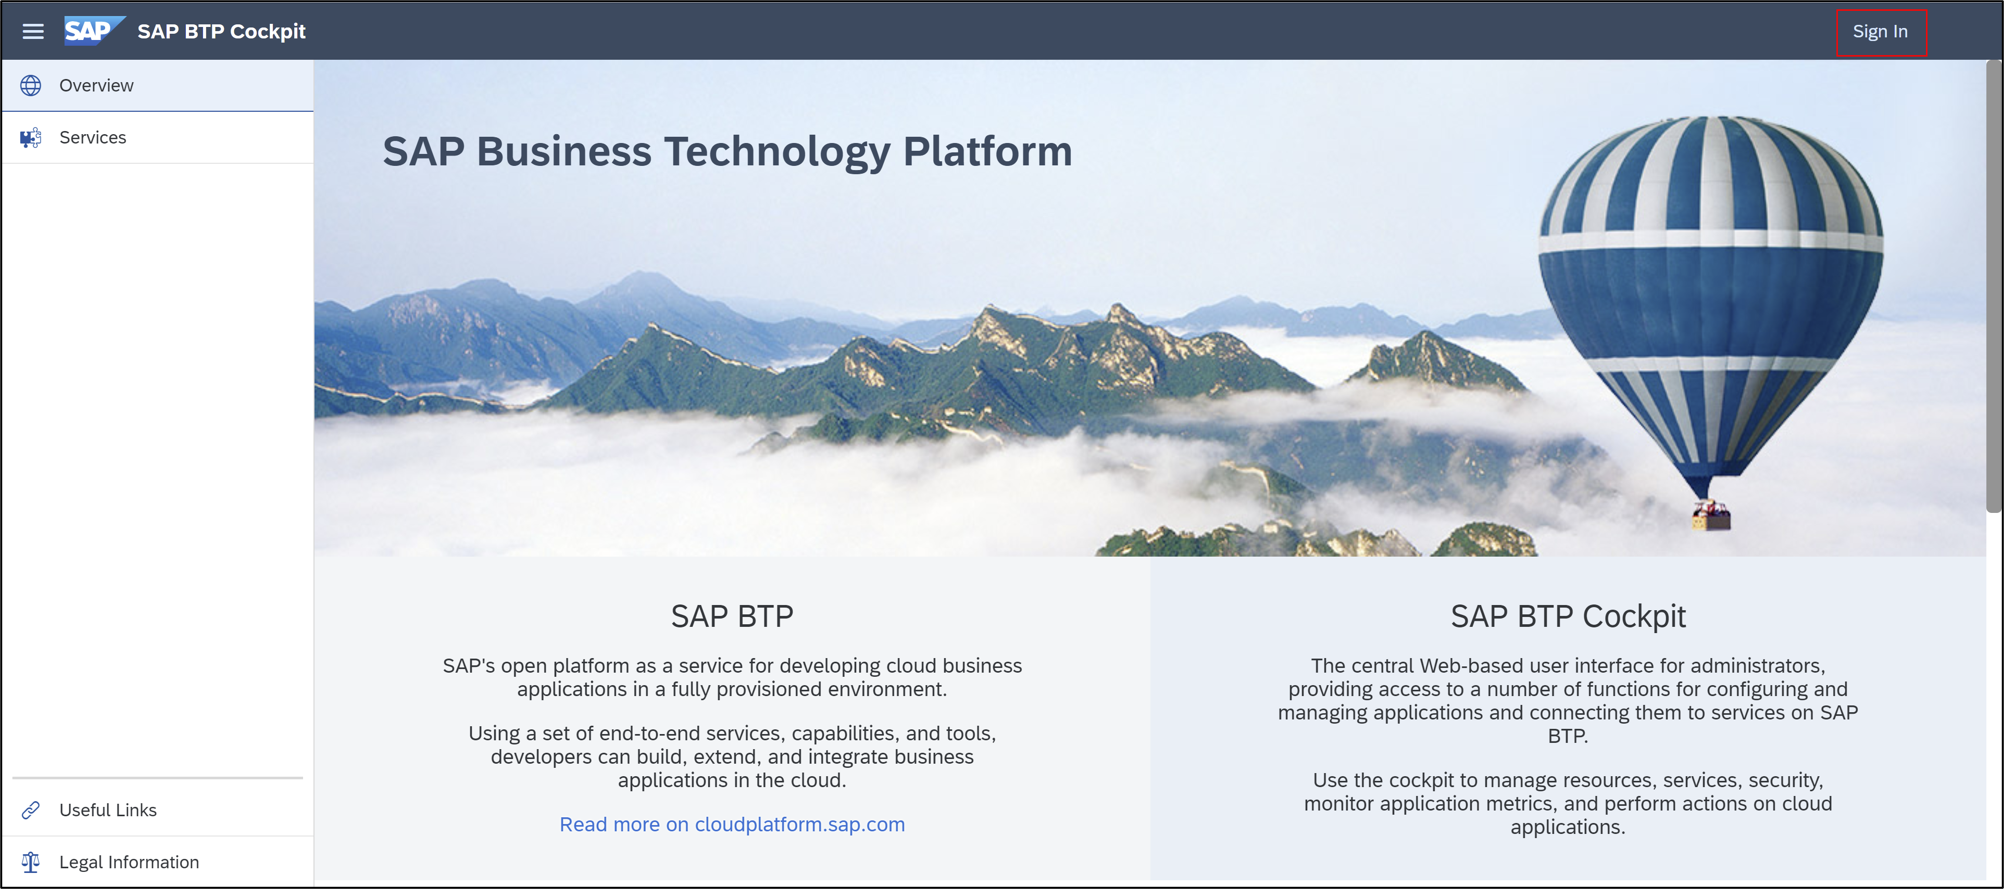 SAP SAP BTP Cockpit Sign In
Overview
Services
Useful Links
Legal Information
SAP Business Technology Platform
SAP BTP
SAP's open platform as a service for developing cloud business
applications in a fully provisioned environment.
Using a set of end-to-end services, capabilities, and tools,
developers can build, extend, and integrate business
applications in the cloud.
Read more on cloudplatform.sap.com
SAP BTP Cockpit
The central Web-based user interface for administrators,
providing access to a number of functions for configuring and
managing applications and connecting them to services on SAP
BTP.
Use the cockpit to manage resources, services, security,
monitor application metrics, and perform actions on cloud
applications.